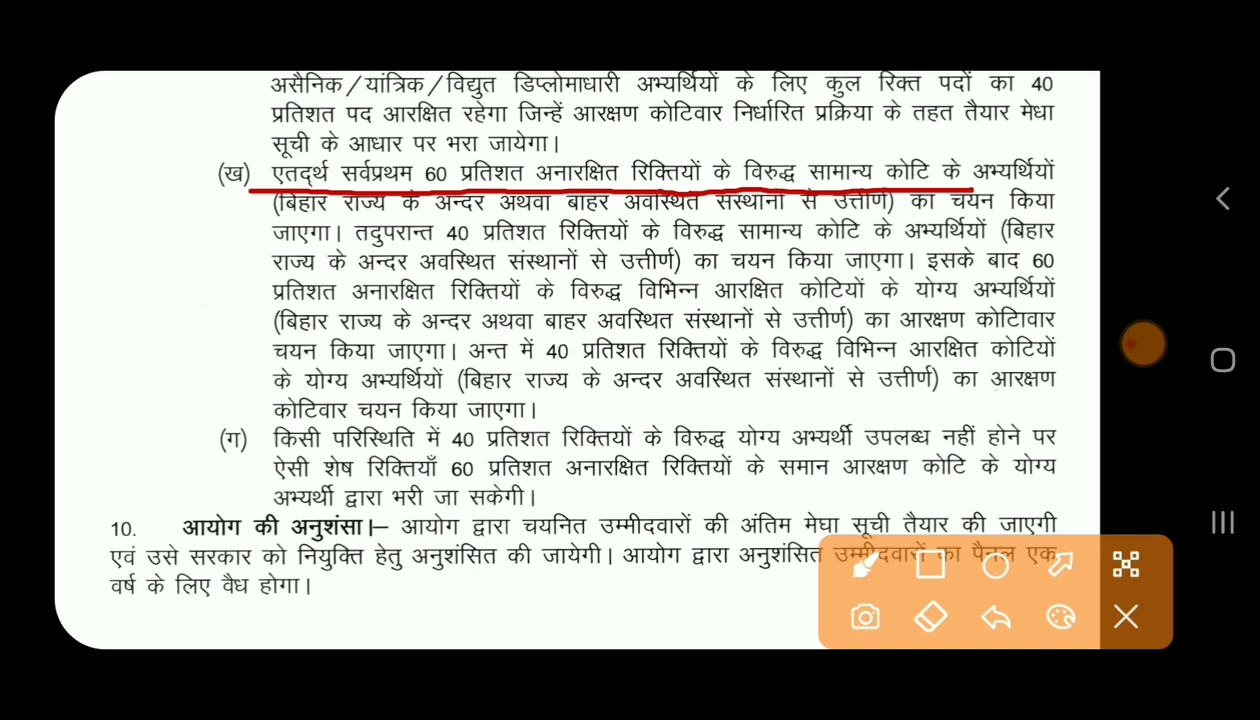 असैनिक/यांत्रिक/विद्युत डिप्लोमाधारी अभ्यर्थियों के लिए कुल रिक्त पदों का 40
प्रतिशत पद आरक्षित रहेगा जिन्हें आरक्षण कोटिवार निर्धारित प्रक्रिया के तहत तैयार मेधा
सूची के आधार पर भरा जायेगा।
(ख) एतद्र्थ सर्वप्रथम 60 प्रतिशत अनारक्षित रिक्तियों के विरुद्ध सामान्य कोटि के अभ्यर्थियों
(बिहार राज्य के अन्दर अथवा बाहर अवस्थित संस्थानों से उत्तीर्ण) का चयन किया
जाएगा। तदुपरान्त 40 प्रतिशत रिक्तियों के विरुद्ध सामान्य कोटि के अभ्यर्थियों (बिहार
राज्य के अन्दर अवस्थित संस्थानों से उत्तीर्ण) का चयन किया जाएगा। इसके बाद 60
प्रतिशत अनारक्षित रिक्तियों के विरुद्ध विभिन्न आरक्षित कोटियों के योग्य अभ्यर्थियों
(बिहार राज्य के अन्दर अथवा बाहर अवस्थित संस्थानों से उत्तीर्ण) का आरक्षण कोटिावार
चयन किया जाएगा। अन्त में 40 प्रतिशत रिक्तियों के विरुद्ध विभिन्न आरक्षित कोटियों
के योग्य अभ्यर्थियों (बिहार राज्य के अन्दर अवस्थित संस्थानों से उत्तीर्ण) का आरक्षण
कोटिवार चयन किया जाएगा।
(ग) किसी परिस्थिति में 40 प्रतिशत रिक्तियों के विरुद्ध योग्य अभ्यर्थी उपलब्ध नहीं होने पर
ऐसी शेष रिक्तियाँ 60 प्रतिशत अनारक्षित रिक्तियों के समान आरक्षण कोटि के योग्य
अभ्यर्थी द्वारा भरी जा सकेगी।
10. आयोग की अनुशंसा।— आयोग द्वारा चयनित उम्मीदवारों की अंतिम मेघा सूची तैयार की जाएगी
एवं उसे सरकार को नियुक्ति हेतु अनुशंसित की जायेगी। आयोग द्वारा अनुशंसित उम्मीदवारों का पैनल एक
वर्ष के लिए वैध होगा।